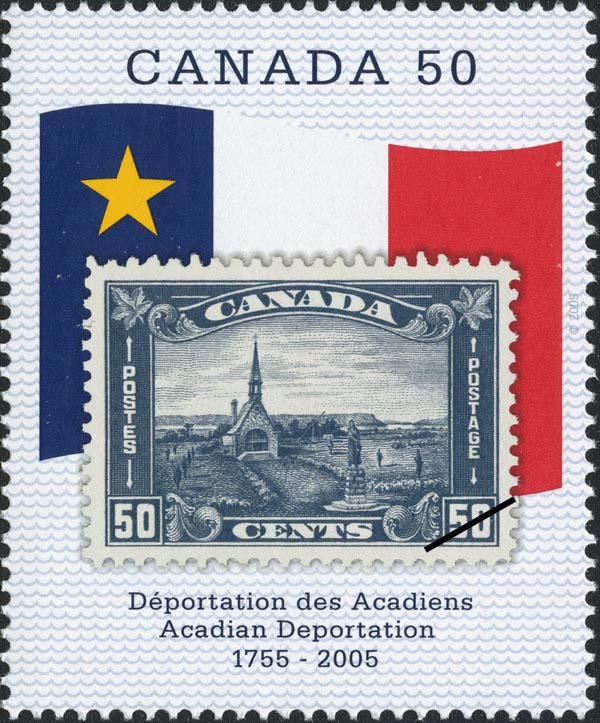 CANADA 50
© 2005
CANADA
POSTES
POSTAGE
50 CENTS 50
Déportation des Acadiens
Acadian Deportation
1755 - 2005